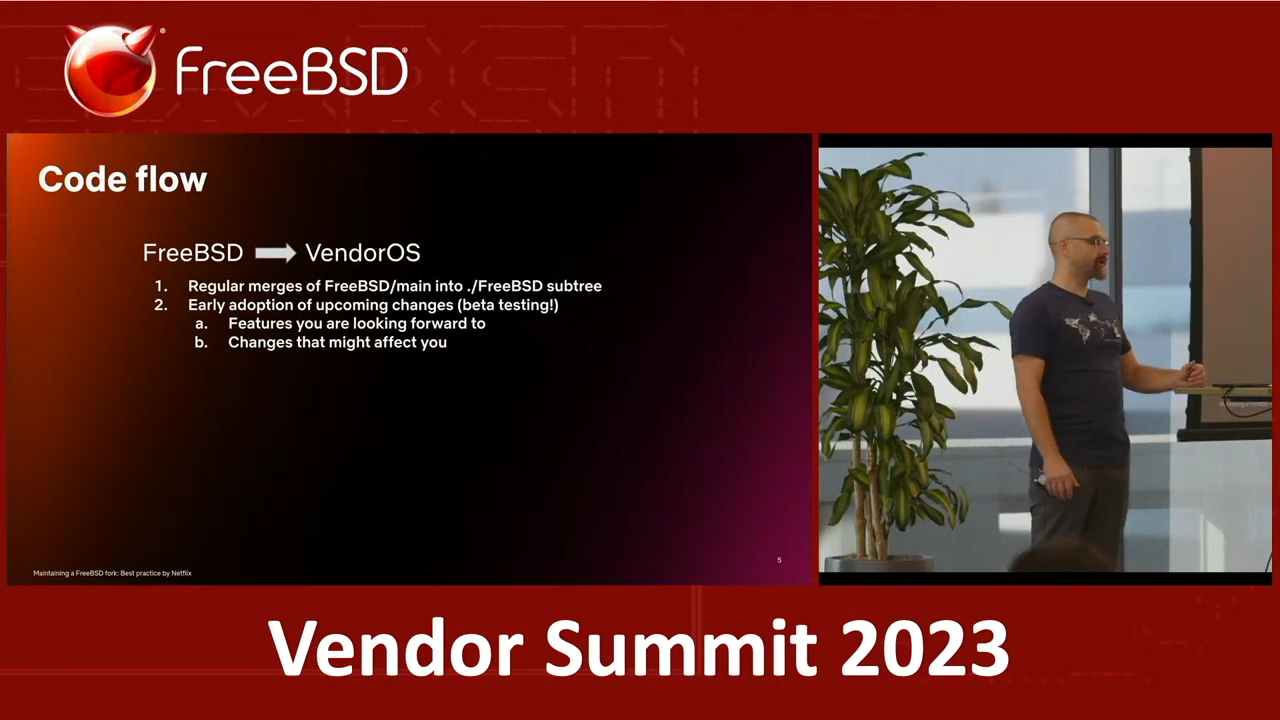 FreeBSD®
Code flow
FreeBSD VendorOS
1. Regular merges of FreeBSD/main into ./FreeBSD subtree
2. Early adoption of upcoming changes (beta testing!)
a. Features you are looking forward to
b. Changes that might affect you
5
Maintaining a FreeBSD fork: Best practice by Netflix
Vendor Summit 2023